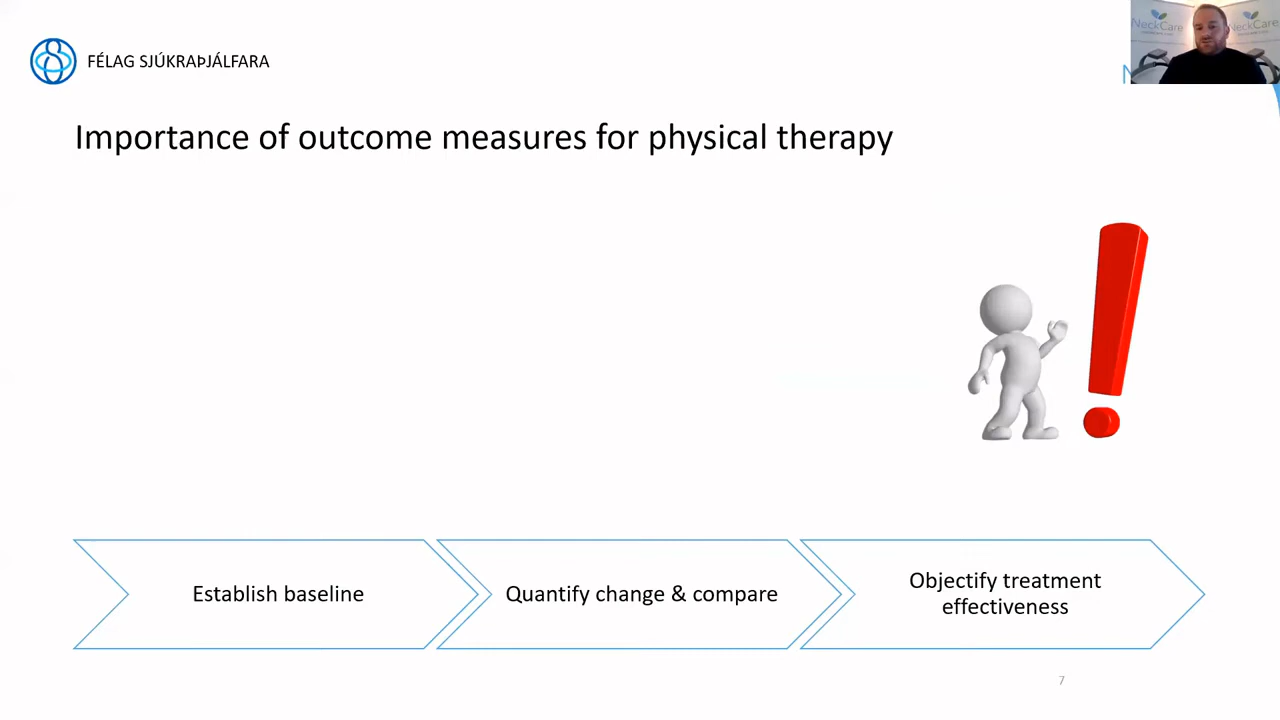 FÉLAG SJÚKRAÞJÁLFARA
NeckCare
NeckCare
Importance of outcome measures for physical therapy
Establish baseline
Quantify change & compare
Objectify treatment
effectiveness
7